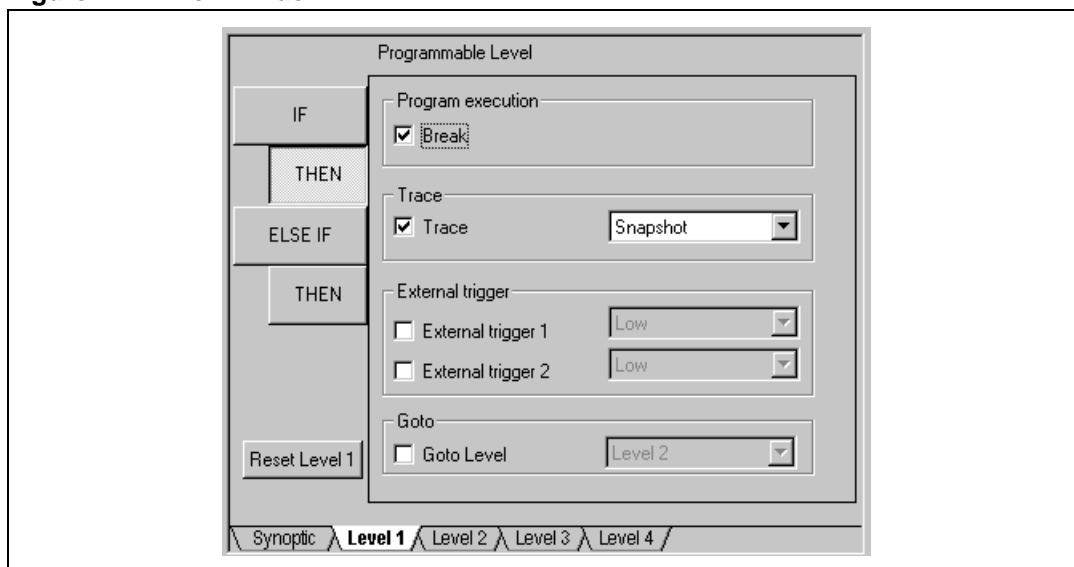 Programmable Level
IF
THEN
ELSE IF
THEN
Reset Level 1
Program execution
Break
Trace
Trace Snapshot
External trigger
External trigger 1 Low
External trigger 2 Low
Goto
Goto Level Level 2
Synoptic Level 1 Level 2 Level 3 Level 4